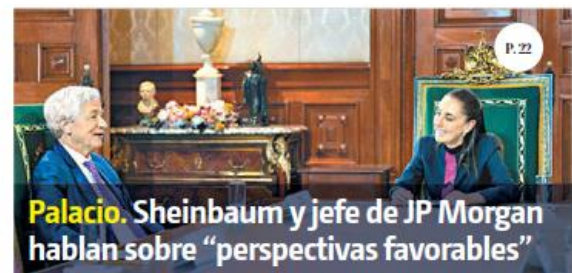 P. 22
Palacio. Sheinbaum y jefe de JP Morgan
hablan sobre “perspectivas favorables”